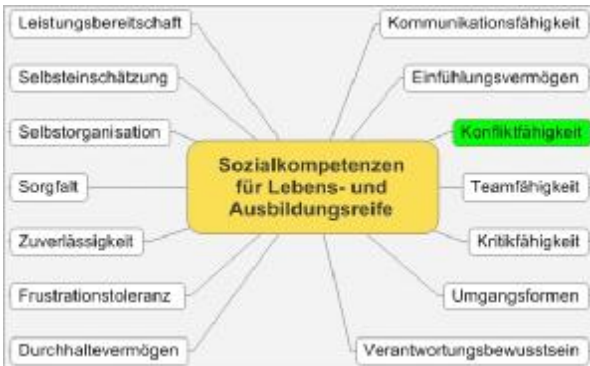 Leistungsbereitschaft
Kommunikationsfähigkeit
Selbsteinschätzung
Einfühlungsvermögen
Selbstorganisation
Konfliktfähigkeit
Sozialkompetenzen
für Lebens- und
Ausbildungsreife
Sorgfalt
Teamfähigkeit
Zuverlässigkeit
Kritikfähigkeit
Frustrationstoleranz
Umgangsformen
Durchhaltevermögen
Verantwortungsbewusstsein